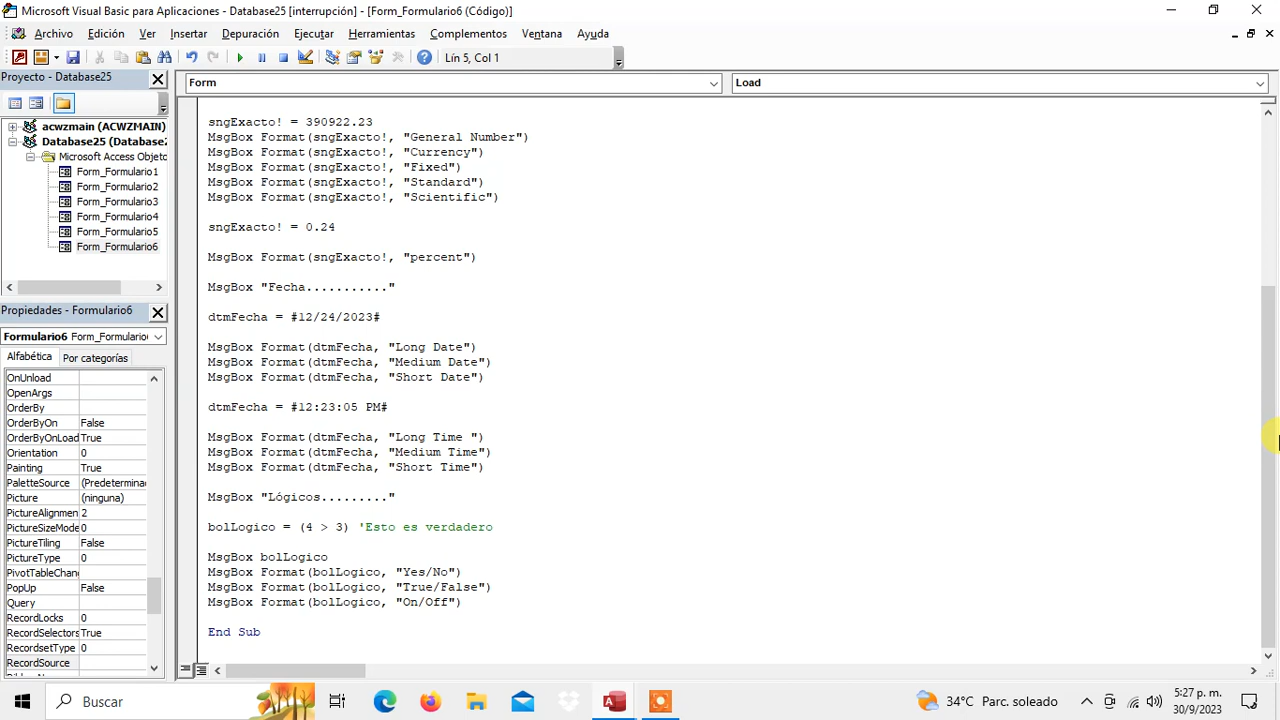 Microsoft Visual Basic para Aplicaciones - Database25 [interrupción] - [Form_Formulario6 (Código)]
Archivo Edición Ver Insertar Depuración Ejecutar Herramientas Complementos Ventana Ayuda
Lín 5, Col 1
Proyecto - Database25
acwzmain (ACWZMAIN)
Database25 (Database2
Microsoft Access Objeto
Form_Formulario1
Form_Formulario2
Form_Formulario3
Form_Formulario4
Form_Formulario5
Form_Formulario6
Propiedades - Formulario6
Formulario6 Form_Formulario
Alfabética Por categorías
OnUnload
OpenArgs
OrderBy
OrderByOn False
OrderByOnLoad True
Orientation 0
Painting True
PaletteSource (Predetermina
Picture (ninguna)
PictureAlignmen 2
PictureSizeMode 0
PictureTiling False
PictureType 0
PivotTableChan
PopUp False
Query
RecordLocks 0
RecordSelectors True
RecordsetType 0
RecordSource
Form Load
sngExacto! = 390922.23
MsgBox Format(sngExacto!, "General Number")
MsgBox Format(sngExacto!, "Currency")
MsgBox Format(sngExacto!, "Fixed")
MsgBox Format(sngExacto!, "Standard")
MsgBox Format(sngExacto!, "Scientific")
sngExacto! = 0.24
MsgBox Format(sngExacto!, "percent")
MsgBox "Fecha..........."
dtmFecha = #12/24/2023#
MsgBox Format(dtmFecha, "Long Date")
MsgBox Format(dtmFecha, "Medium Date")
MsgBox Format(dtmFecha, "Short Date")
dtmFecha = #12:23:05 PM#
MsgBox Format(dtmFecha, "Long Time ")
MsgBox Format(dtmFecha, "Medium Time")
MsgBox Format(dtmFecha, "Short Time")
MsgBox "Lógicos........."
bolLogico = (4 > 3) 'Esto es verdadero
MsgBox bolLogico
MsgBox Format(bolLogico, "Yes/No")
MsgBox Format(bolLogico, "True/False")
MsgBox Format(bolLogico, "On/Off")
End Sub
Buscar
34°C Parc. soleado
5:27 p. m.
30/9/2023